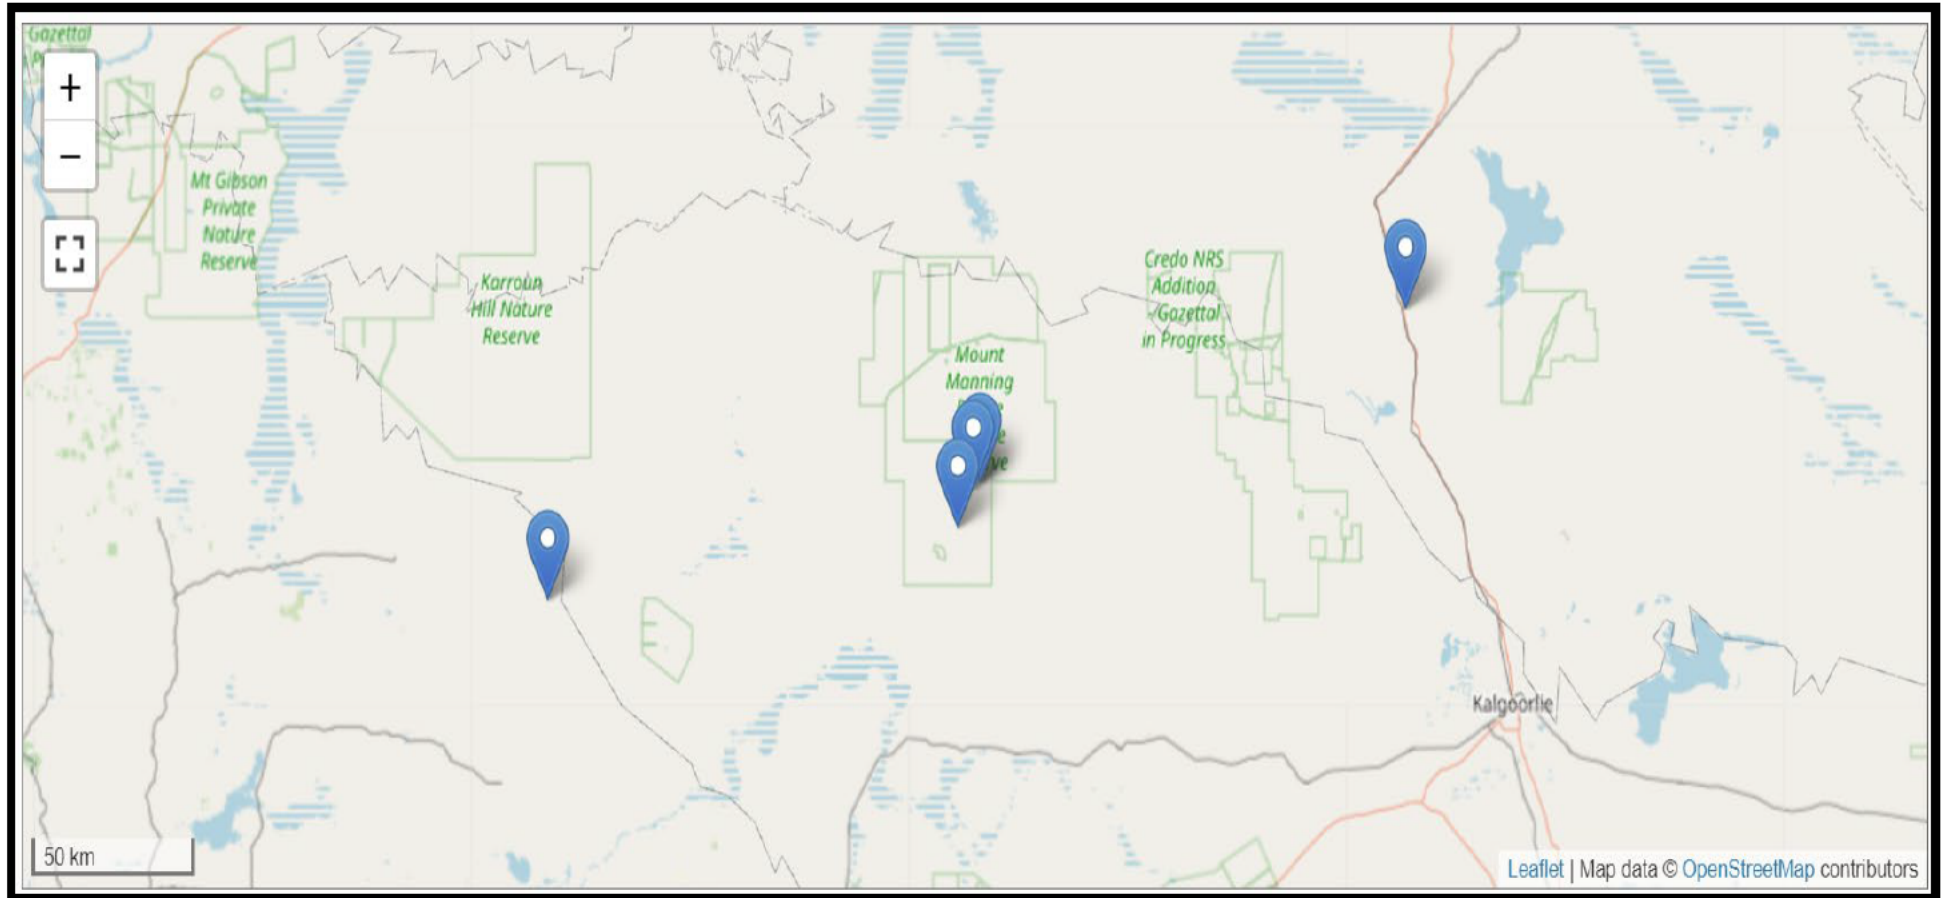 Gazettal
+
−
Mt Gibson
Private
Nature
Reserve
Karroun
Hill Nature
Reserve
Credo NRS
Addition
-Gazettal
in Progress
Mount
Manning
Kalgoorlie
50 km
Leaflet | Map data © OpenStreetMap contributors